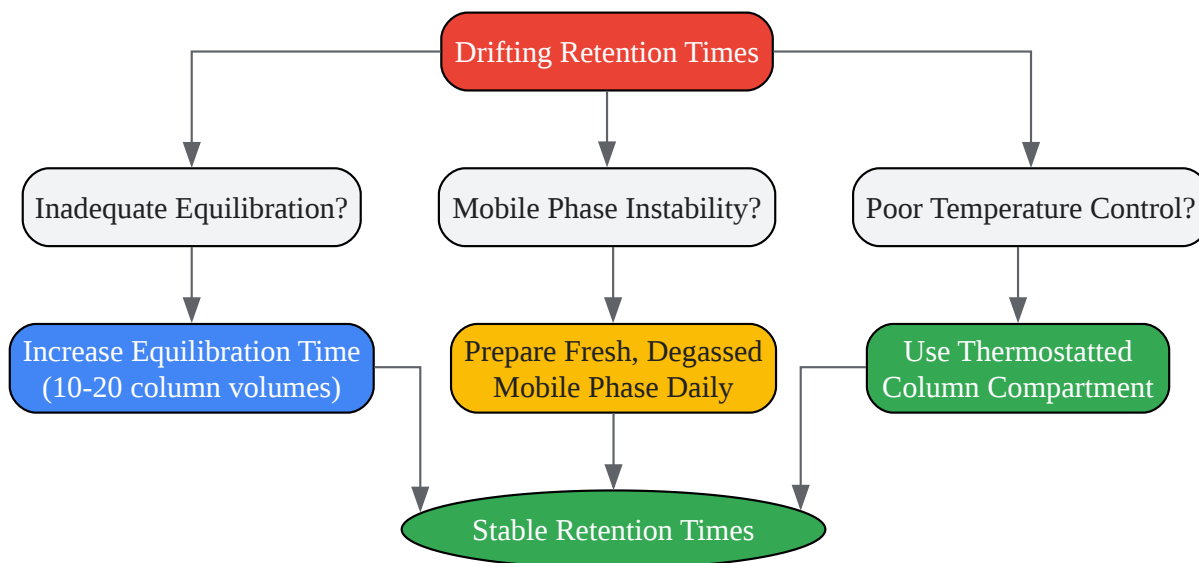 Drifting Retention Times
Inadequate Equilibration?
Mobile Phase Instability?
Poor Temperature Control?
Increase Equilibration Time
(10-20 column volumes)
Prepare Fresh, Degassed
Mobile Phase Daily
Use Thermostatted
Column Compartment
Stable Retention Times